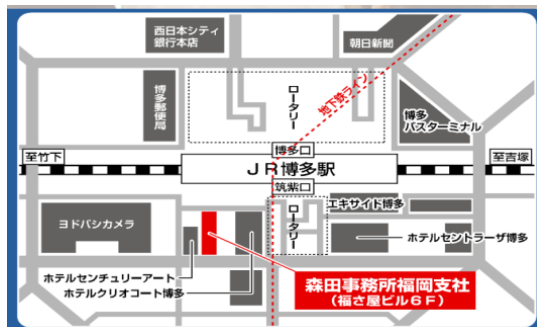 西日本シティ
銀行本店
朝日新聞
博多郵便局
ロータリー
地下鉄ライン
博多
バスターミナル
博多口
至竹下
JR博多駅
至吉塚
筑紫口
ヨドバシカメラ
ロータリー
エキサイド博多
ホテルセントラーザ博多
ホテルセンチュリーアート
ホテルクリオコート博多
森田事務所福岡支社
(福さ屋ビル6F)